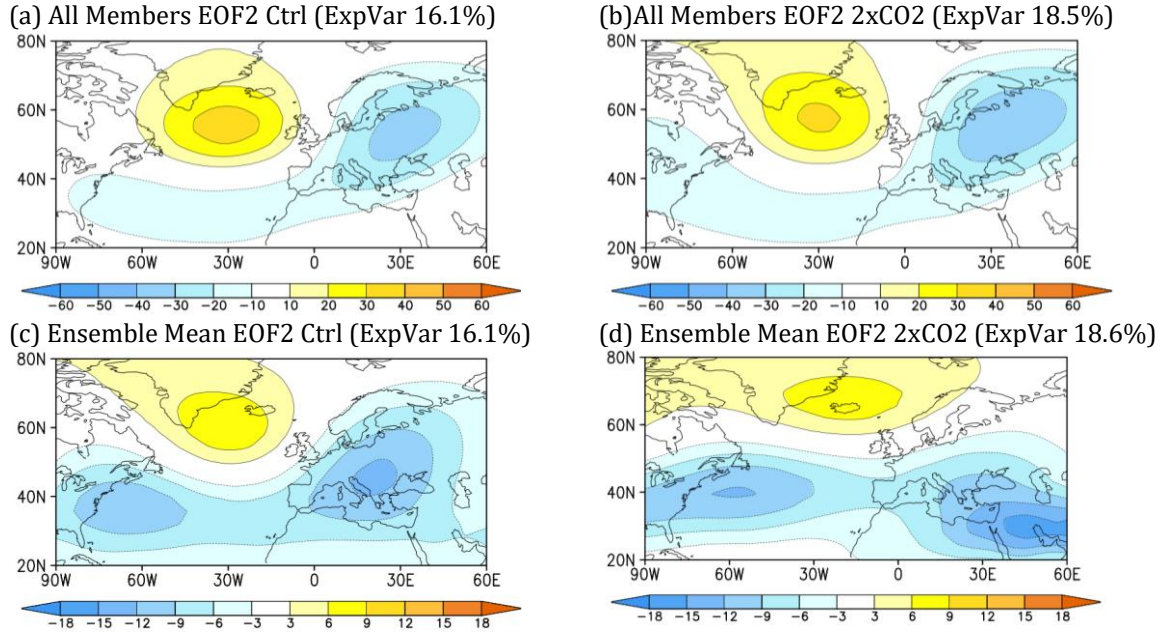 (a) All Members EOF2 Ctrl (ExpVar 16.1%)
80N
60N
40N
20N
90W 60W 30W 0 30E 60E
-60 -50 -40 -30 -20 -10 10 20 30 40 50 60
(b)All Members EOF2 2xCO2 (ExpVar 18.5%)
80N
60N
40N
20N
90W 60W 30W 0 30E 60E
-60 -50 -40 -30 -20 -10 10 20 30 40 50 60
(c) Ensemble Mean EOF2 Ctrl (ExpVar 16.1%)
80N
60N
40N
20N
90W 60W 30W 0 30E 60E
-18 -15 -12 -9 -6 -3 3 6 9 12 15 18
(d) Ensemble Mean EOF2 2xCO2 (ExpVar 18.6%)
80N
60N
40N
20N
90W 60W 30W 0 30E 60E
-18 -15 -12 -9 -6 -3 3 6 9 12 15 18